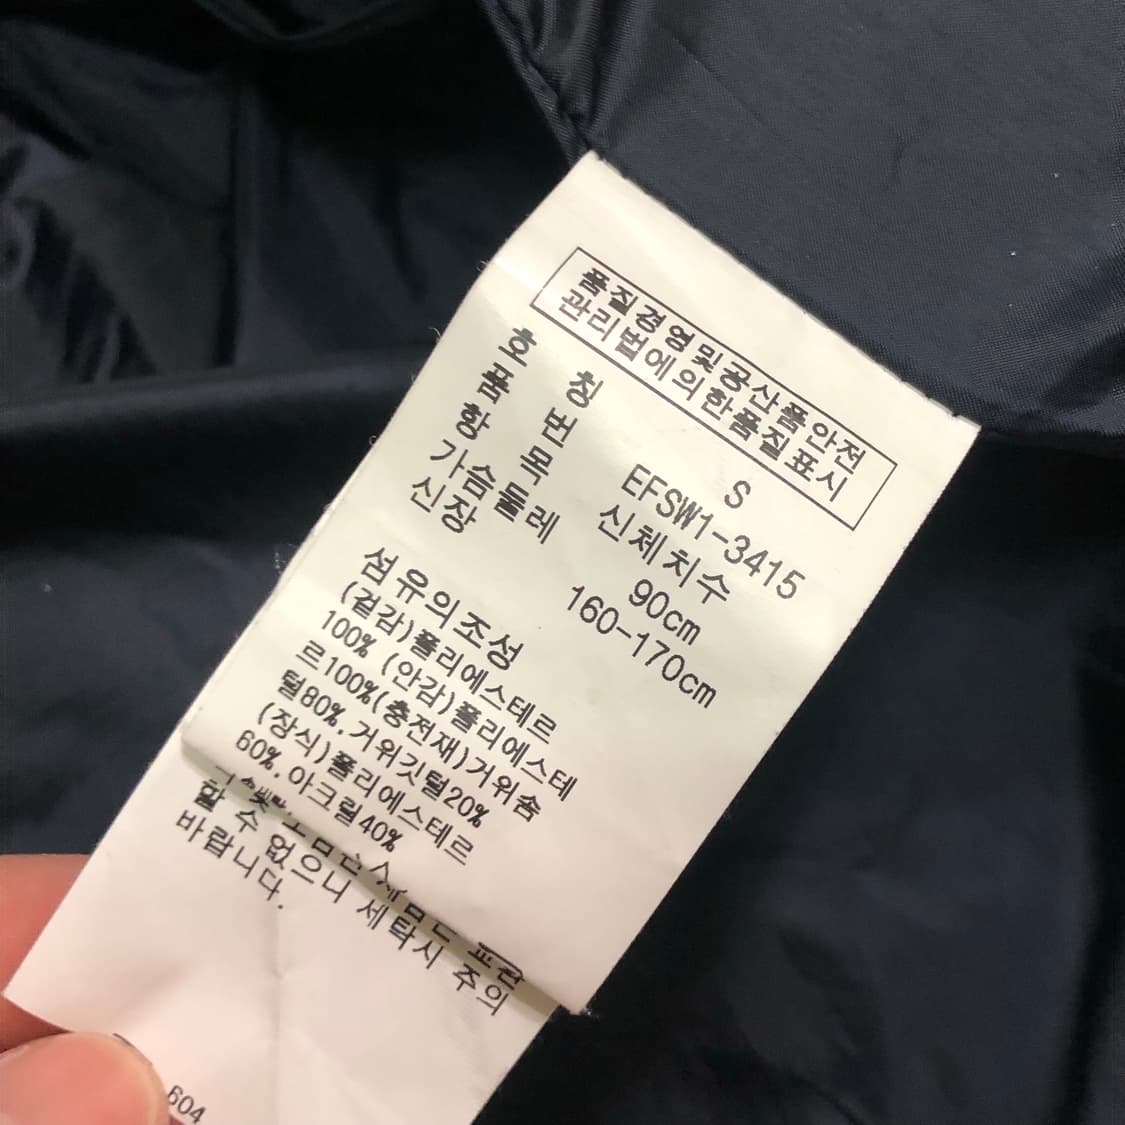 품질경영및공산품안전
관리법에의한품질표시
호 칭 S
품 번 EFSW1-3415
항 목 신체치수
가슴둘레 90cm
신장 160-170cm
섬유의조성
(겉감)폴리에스테르
100% (안감)폴리에스테
르100%(충전재)거위솜
털80%.거위깃털20%
(장식)폴리에스테르
60%.아크릴40%
할 수 없으니 세탁시 주의
바랍니다.
604